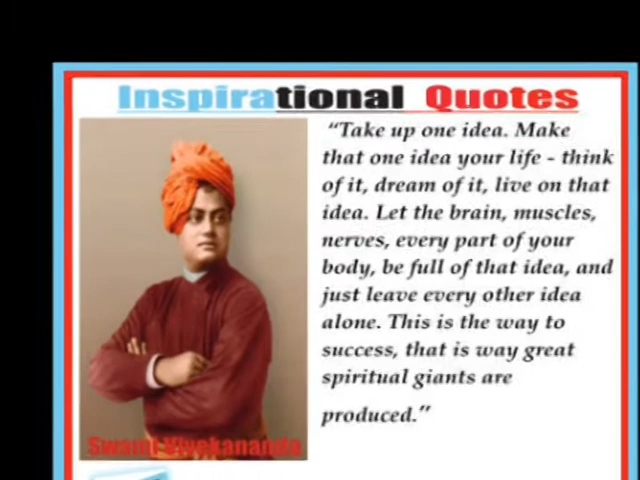 Inspirational Quotes
"Take up one idea. Make
that one idea your life - think
of it, dream of it, live on that
idea. Let the brain, muscles,
nerves, every part of your
body, be full of that idea, and
just leave every other idea
alone. This is the way to
success, that is way great
spiritual giants are
produced."
Swami Vivekananda